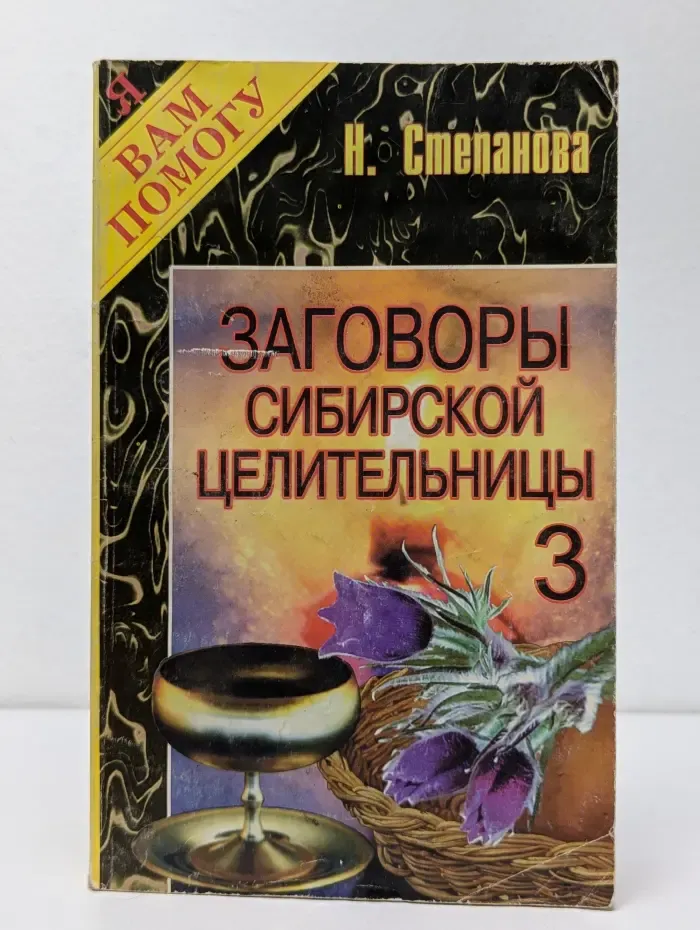 Я
ВАМ
ПОМОГУ
Н. Степанова
ЗАГОВОРЫ
СИБИРСКОЙ
ЦЕЛИТЕЛЬНИЦЫ
3